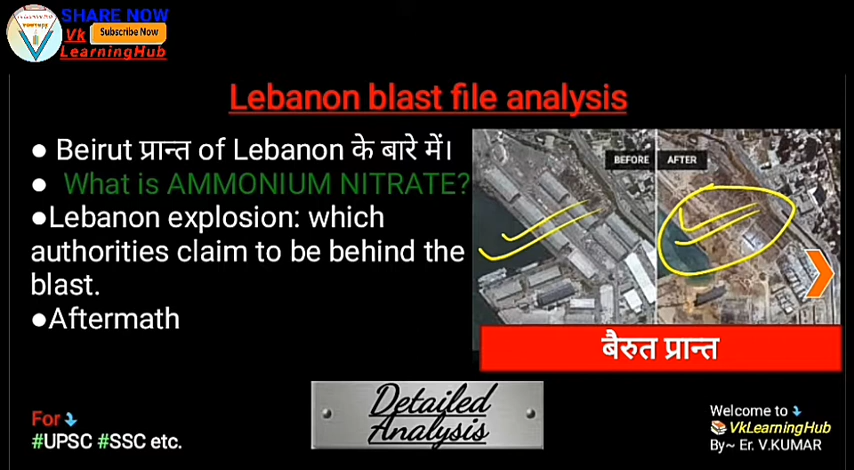 SHARE NOW
Vk Subscribe Now
LearningHub
Lebanon blast file analysis
● Beirut प्रान्त of Lebanon के बारे में।
● What is AMMONIUM NITRATE?
●Lebanon explosion: which
authorities claim to be behind the
blast.
●Aftermath
BEFORE AFTER
बैरुत प्रान्त
Detailed
Analysis
For
#UPSC #SSC etc.
Welcome to
VkLearningHub
By~ Er. V.KUMAR